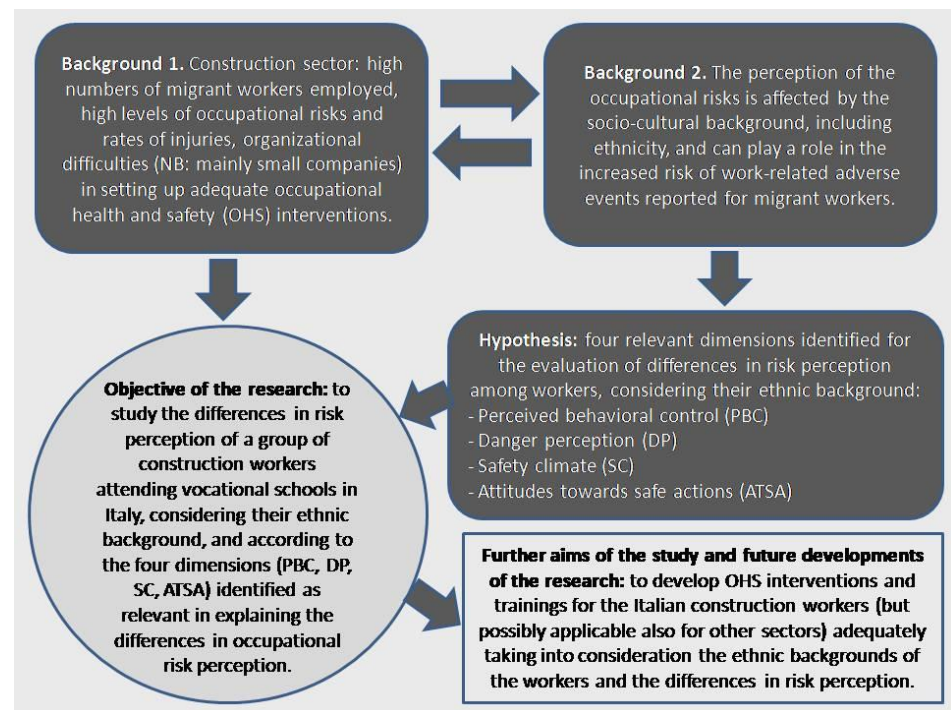 Background 1. Construction sector: high
numbers of migrant workers employed,
high levels of occupational risks and
rates of injuries, organizational
difficulties (NB: mainly small companies)
in setting up adequate occupational
health and safety (OHS) interventions.
Background 2. The perception of the
occupational risks is affected by the
socio-cultural background, including
ethnicity, and can play a role in the
increased risk of work-related adverse
events reported for migrant workers.
Hypothesis: four relevant dimensions identified for
the evaluation of differences in risk perception
among workers, considering their ethnic background:
- Perceived behavioral control (PBC)
- Danger perception (DP)
- Safety climate (SC)
- Attitudes towards safe actions (ATSA)
Objective of the research: to
study the differences in risk
perception of a group of
construction workers
attending vocational schools in
Italy, considering their ethnic
background, and according to
the four dimensions (PBC, DP,
SC, ATSA) identified as
relevant in explaining the
differences in occupational
risk perception.
Further aims of the study and future developments
of the research: to develop OHS interventions and
trainings for the Italian construction workers (but
possibly applicable also for other sectors) adequately
taking into consideration the ethnic backgrounds of
the workers and the differences in risk perception.